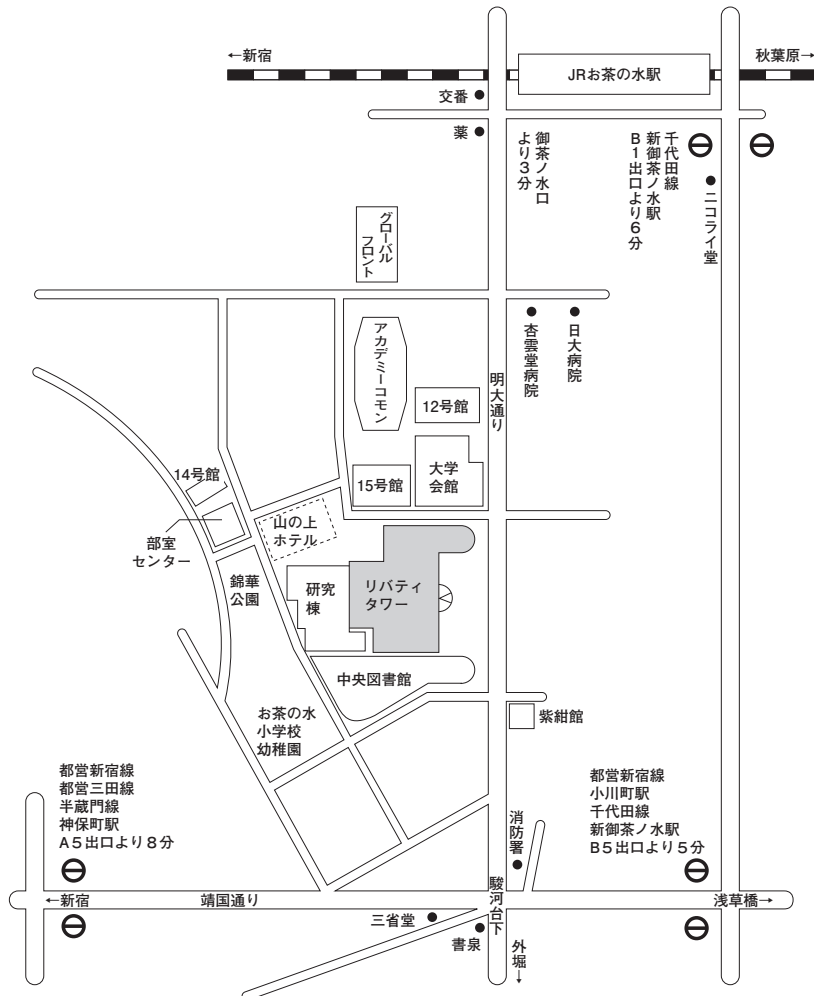 ←新宿
秋葉原→
JRお茶の水駅
交番
薬
御茶ノ水口
より3分
千代田線
新御茶ノ水駅
B1出口より6分
ニコライ堂
グローバル
フロント
アカデミーコモン
杏雲堂病院
日大病院
明大通り
12号館
大学
会館
14号館
15号館
部室
センター
山の上
ホテル
錦華
公園
研究
棟
リバティ
タワー
中央図書館
お茶の水
小学校
幼稚園
紫紺館
都営新宿線
都営三田線
半蔵門線
神保町駅
A5出口より8分
都営新宿線
小川町駅
千代田線
新御茶ノ水駅
B5出口より5分
消防署
←新宿
靖国通り
駿河台下
浅草橋→
三省堂
書泉
外堀→